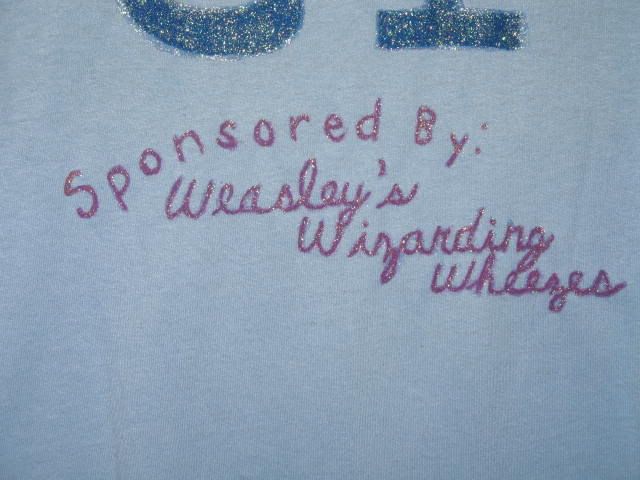 Sponsored By:
Weasley's
Wizarding
Wheezes